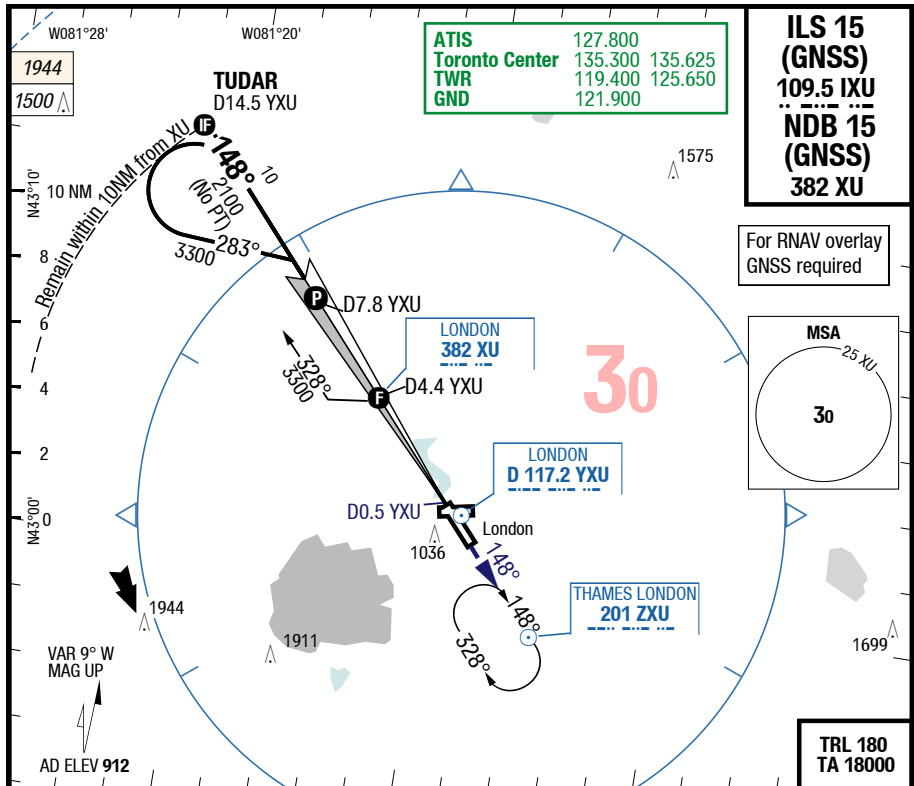 W081°28'
W081°20'
1944
1500
ATIS 127.800
Toronto Center 135.300 135.625
TWR 119.400 125.650
GND 121.900
ILS 15
(GNSS)
109.5 IXU
NDB 15
(GNSS)
382 XU
TUDAR
D14.5 YXU
IF
148°
10
2100
(No PT)
Remain within 10NM from XU
N43°10'
10 NM
8
6
4
2
0
N43°00'
283°
3300
1575
For RNAV overlay
GNSS required
P
D7.8 YXU
LONDON
382 XU
328°
3300
F
D4.4 YXU
30
MSA
25 XU
30
LONDON
D 117.2 YXU
D0.5 YXU
London
1036
148°
148°
328°
THAMES LONDON
201 ZXU
1944
1911
1699
VAR 9° W
MAG UP
AD ELEV 912
TRL 180
TA 18000